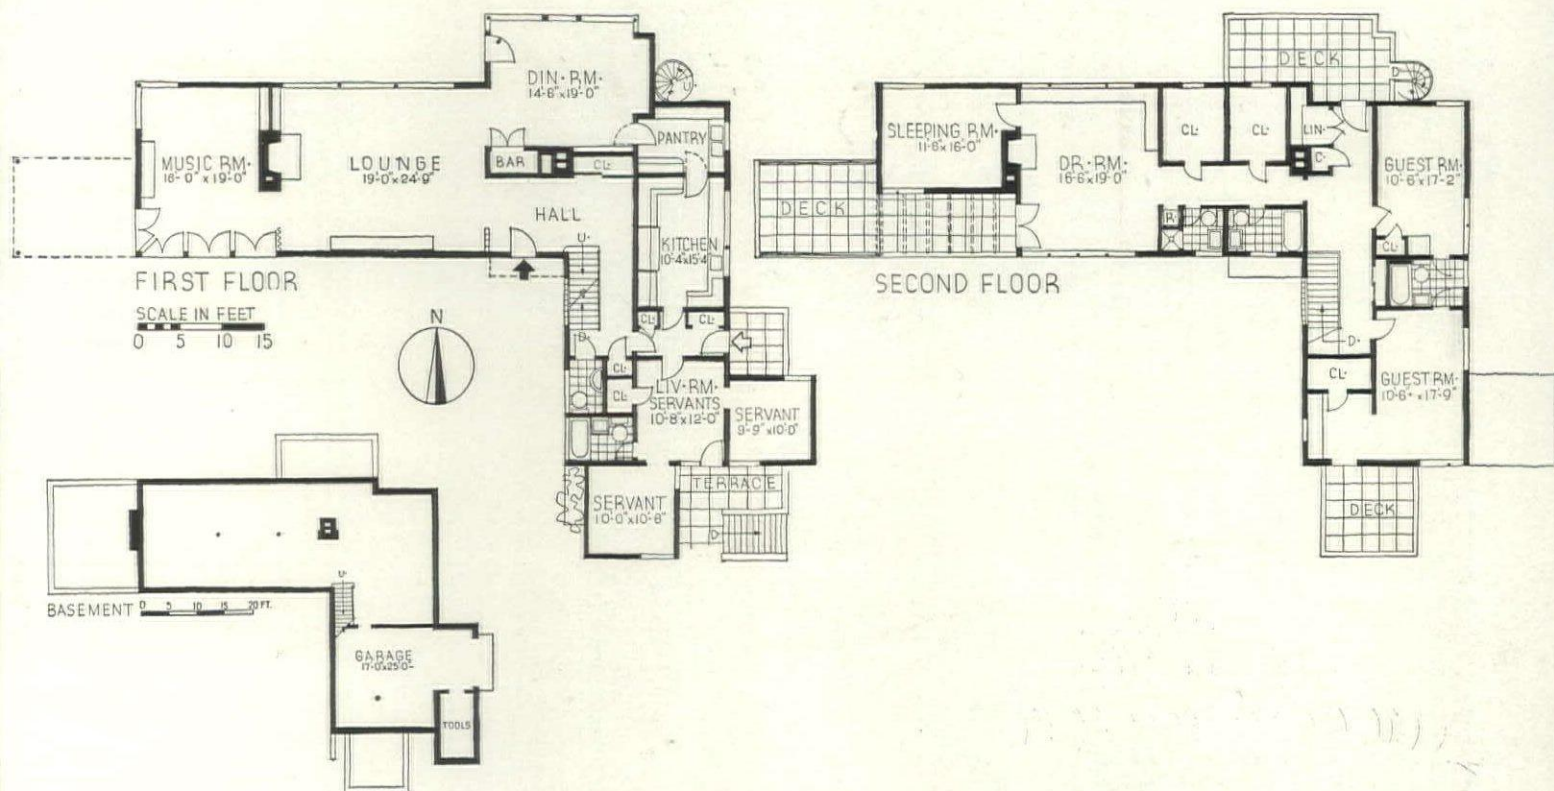 DIN·RM·
14'-6"x19'-0"
PANTRY
MUSIC RM·
16'-0"x19'-0"
LOUNGE
19'-0"x24'-9"
BAR
CL·
HALL
U·
U·
KITCHEN
10'-4x15'-4
FIRST FLOOR
SCALE IN FEET
0 5 10 15
N
D·
CL·
CL·
CL·
CL·
LIV·RM·
SERVANTS
10'-8"x12'-0"
SERVANT
9'-9"x10'-0"
SERVANT
10'-0"x10'-8"
TERRACE
D
DECK
D
SLEEPING RM·
11'-6"x16'-0"
DR·RM·
16'-6"x19'-0"
CL·
CL·
LIN·
C·
GUEST RM·
10'-6"x17'-2"
DECK
R·
CL·
SECOND FLOOR
D·
CL·
GUEST RM·
10'-6"x17'-9"
DECK
U·
BASEMENT
0 5 10 15 20 FT.
GARAGE
17'-0"x25'-0"
TOOLS